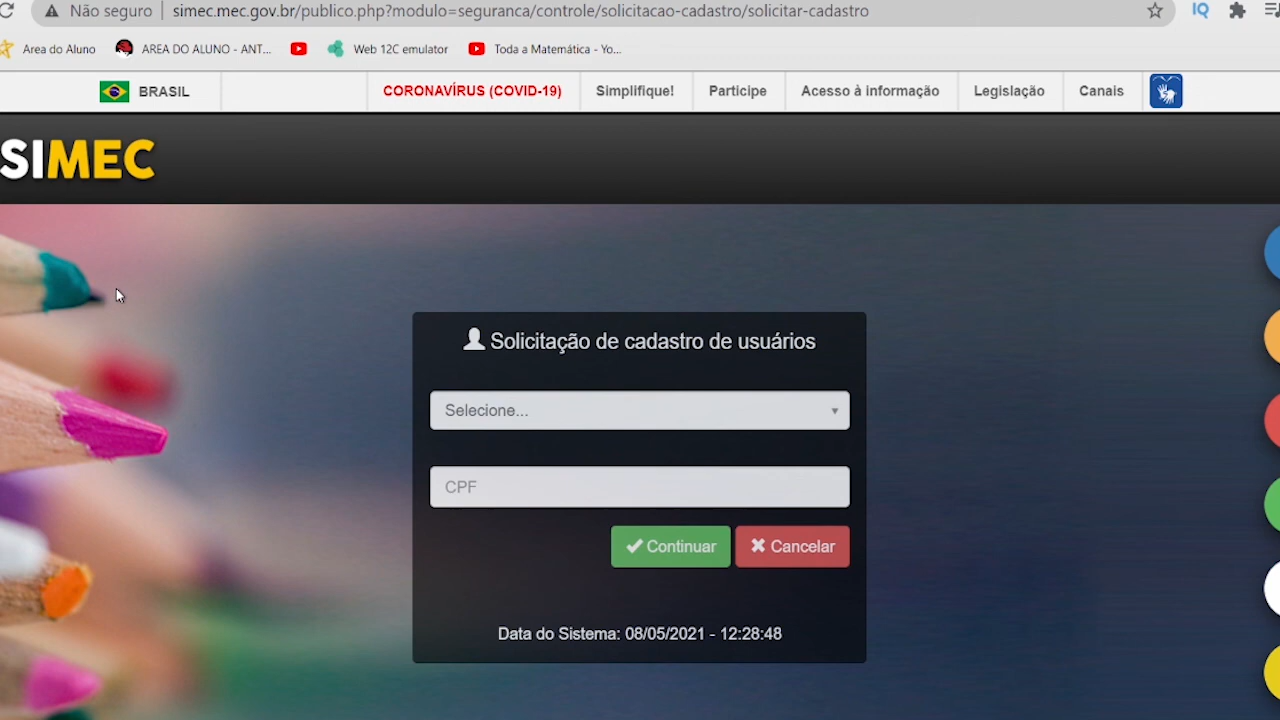 Não seguro simec.mec.gov.br/publico.php?modulo=seguranca/controle/solicitacao-cadastro/solicitar-cadastro IQ
Area do Aluno AREA DO ALUNO - ANT... Web 12C emulator Toda a Matemática - Yo...
BRASIL CORONAVÍRUS (COVID-19) Simplifique! Participe Acesso à informação Legislação Canais
SIMEC
Solicitação de cadastro de usuários
Selecione...
CPF
Continuar Cancelar
Data do Sistema: 08/05/2021 - 12:28:48